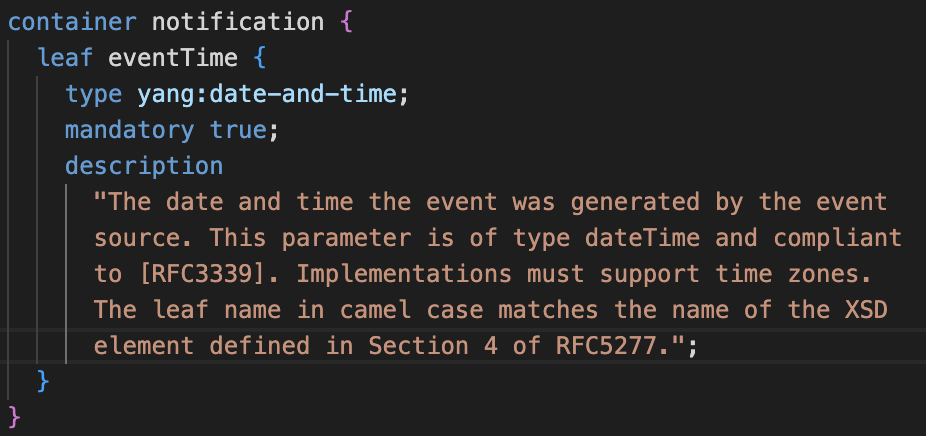 container notification {
leaf eventTime {
type yang:date-and-time;
mandatory true;
description
"The date and time the event was generated by the event
source. This parameter is of type dateTime and compliant
to [RFC3339]. Implementations must support time zones.
The leaf name in camel case matches the name of the XSD
element defined in Section 4 of RFC5277.";
}
}